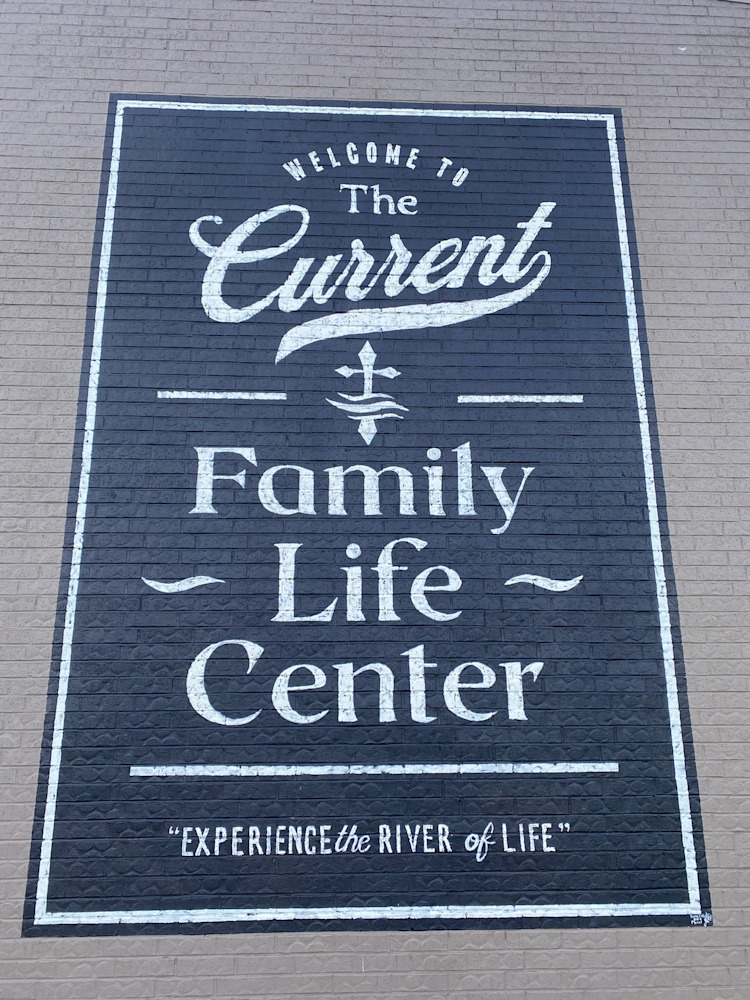 WELCOME TO
The
Current
Family
Life
Center
“EXPERIENCE the RIVER of LIFE”